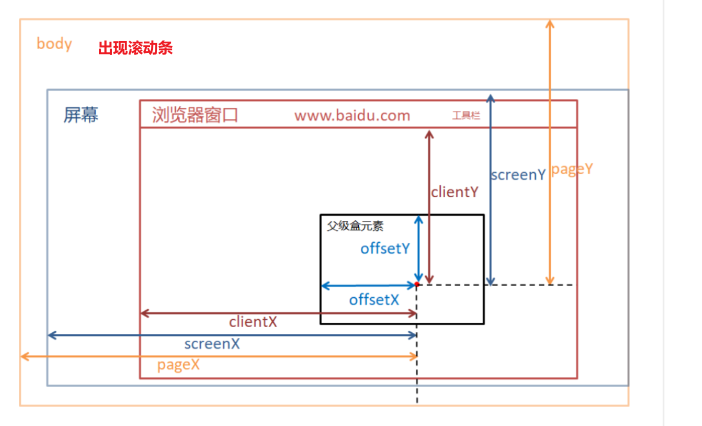 body 出现滚动条
屏幕 浏览器窗口 www.baidu.com 工具栏
screenY pageY
clientY
父级盒元素
offsetY
offsetX
clientX
screenX
pageX